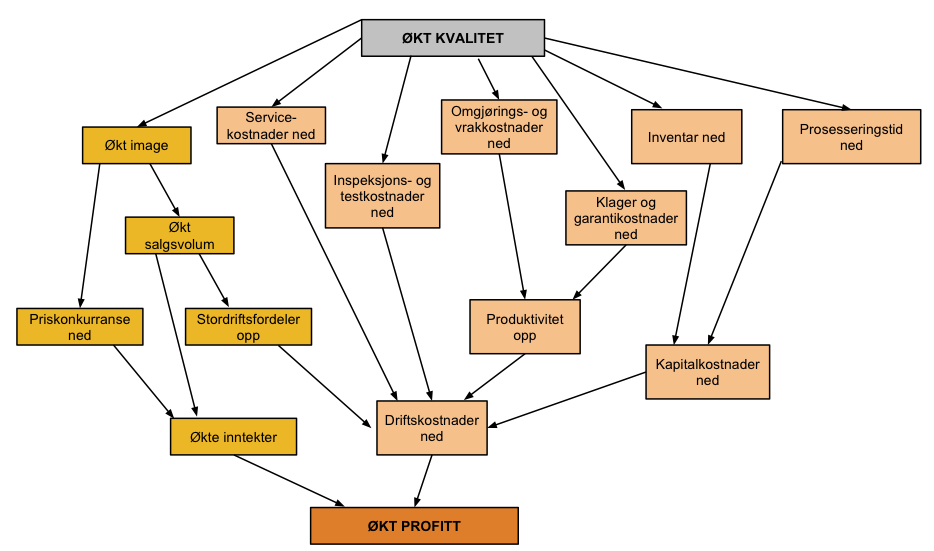 ØKT KVALITET
Service-
kostnader ned
Omgjørings- og
vrakkostnader
ned
Inventar ned
Prosesseringstid
ned
Økt image
Inspeksjons- og
testkostnader
ned
Klager og
garantikostnader
ned
Økt
salgsvolum
Priskonkurranse
ned
Stordriftsfordeler
opp
Produktivitet
opp
Kapitalkostnader
ned
Driftskostnader
ned
Økte inntekter
ØKT PROFITT